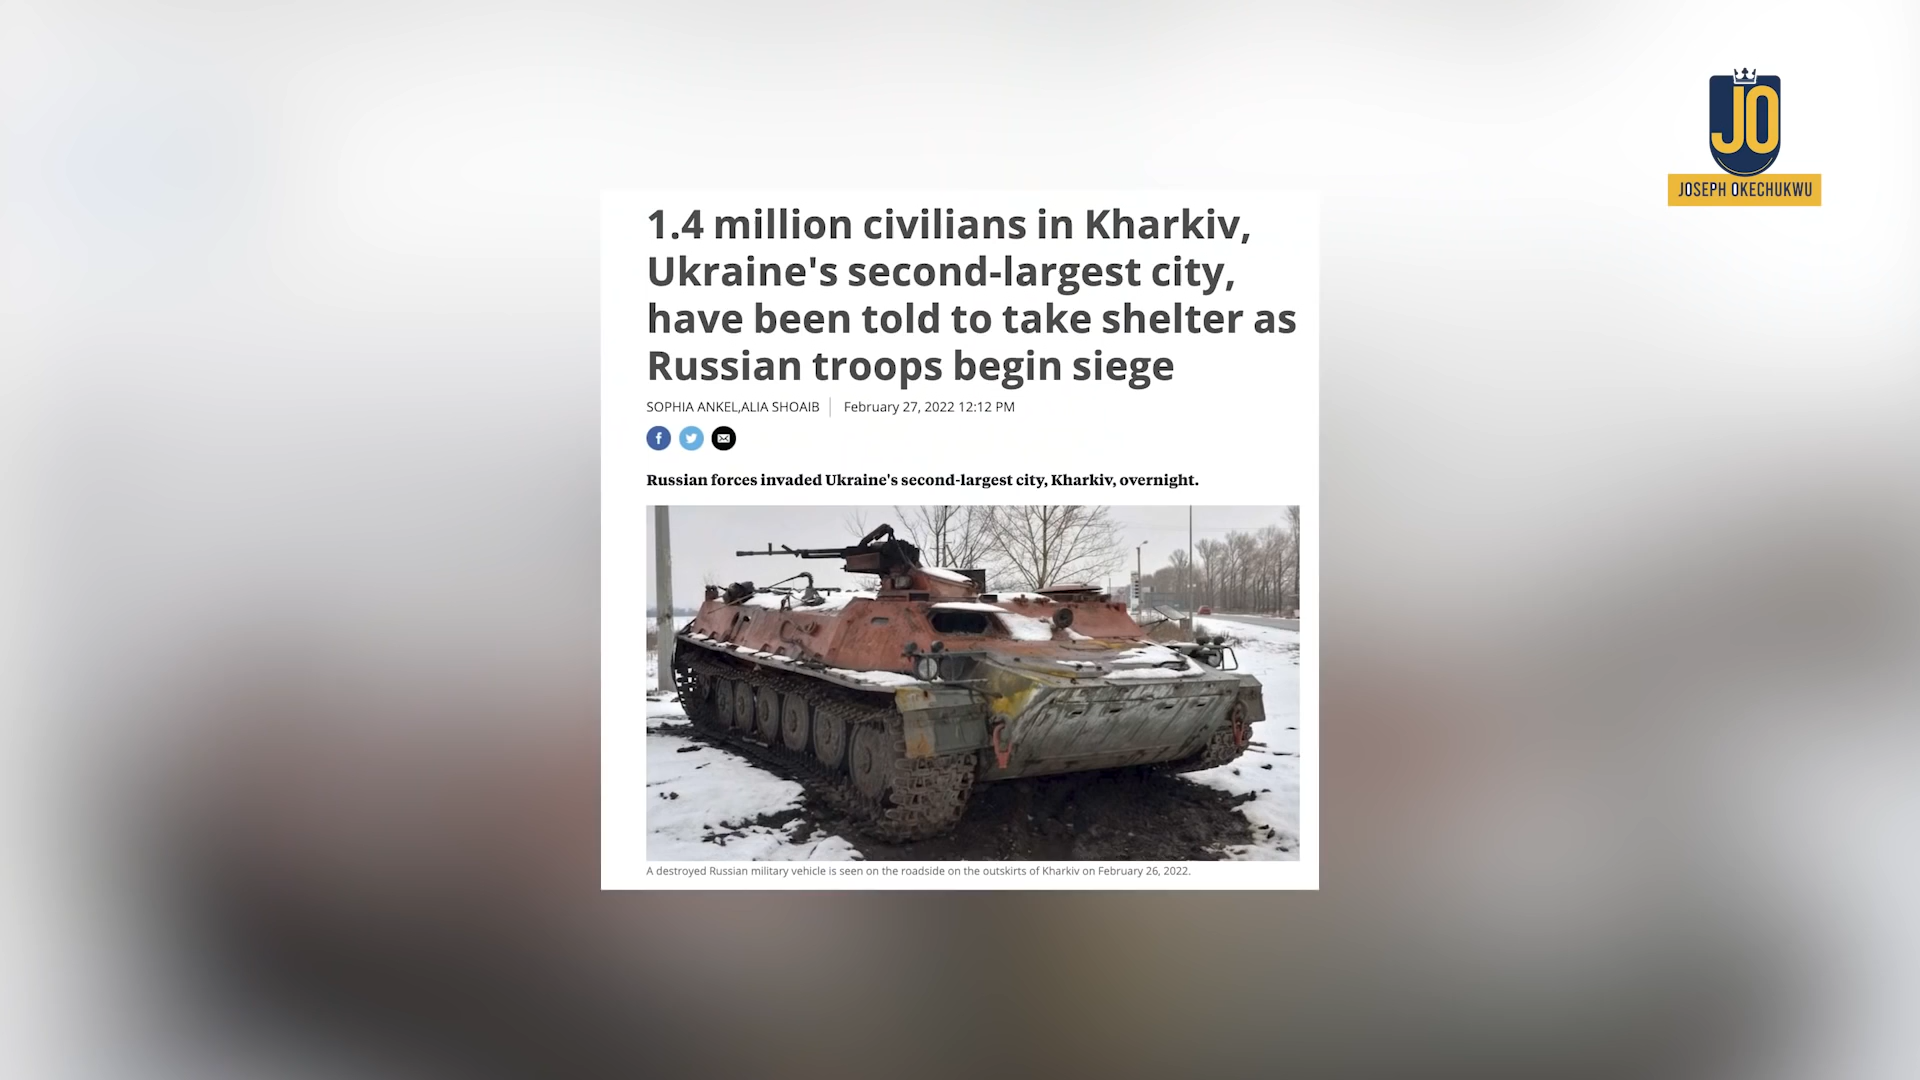 JO
JOSEPH OKECHUKWU
1.4 million civilians in Kharkiv,
Ukraine's second-largest city,
have been told to take shelter as
Russian troops begin siege
SOPHIA ANKEL,ALIA SHOAIB | February 27, 2022 12:12 PM
Russian forces invaded Ukraine's second-largest city, Kharkiv, overnight.
A destroyed Russian military vehicle is seen on the roadside on the outskirts of Kharkiv on February 26, 2022.